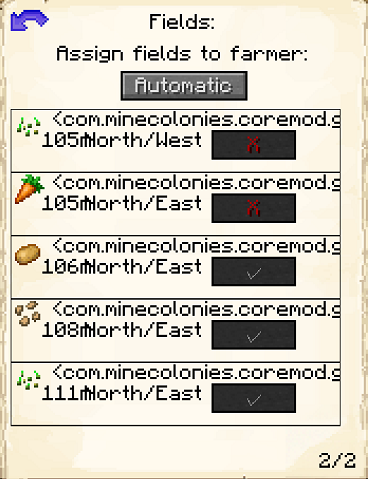 Fields:
Assign fields to farmer:
Automatic
<com.minecolonies.coremod.g
105m North/West X
<com.minecolonies.coremod.g
105m North/East X
<com.minecolonies.coremod.g
106m North/East ✓
<com.minecolonies.coremod.g
108m North/East ✓
<com.minecolonies.coremod.g
111m North/East ✓
2/2